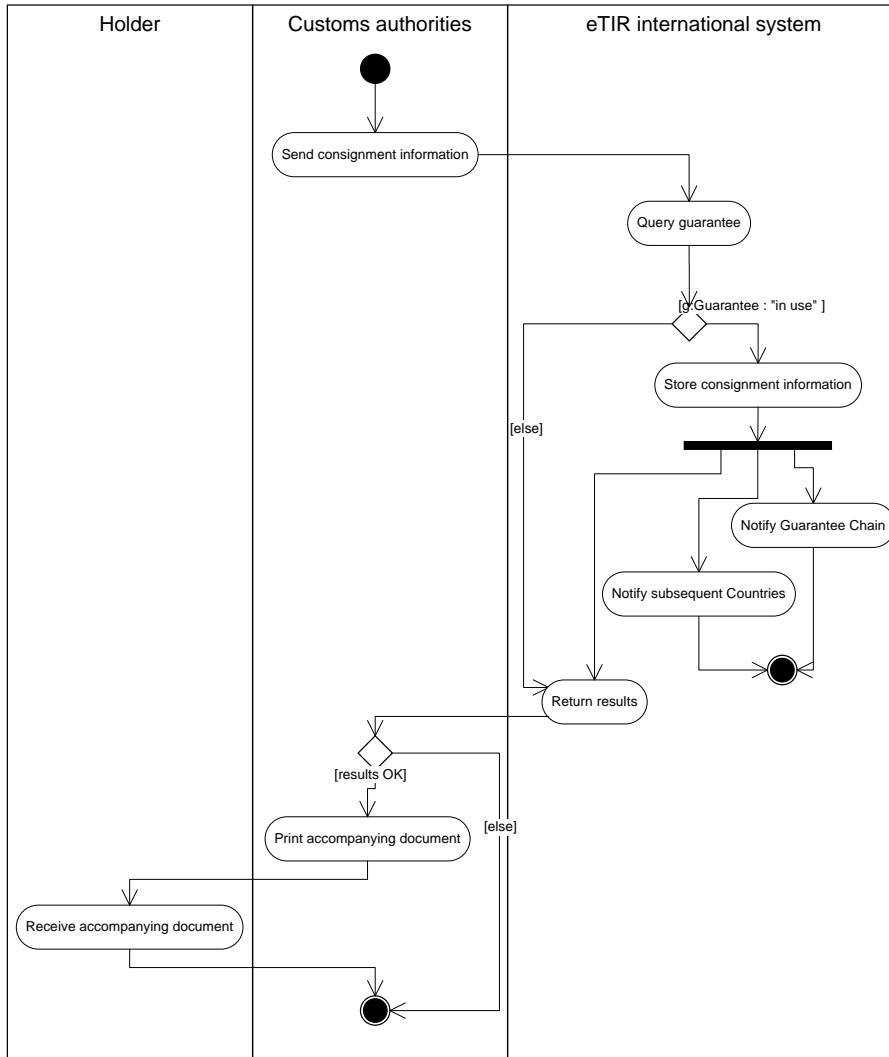 Holder
Customs authorities
eTIR international system
Send consignment information
Query guarantee
[g:Guarantee : "in use" ]
Store consignment information
[else]
Notify Guarantee Chain
Notify subsequent Countries
Return results
[results OK]
[else]
Print accompanying document
Receive accompanying document